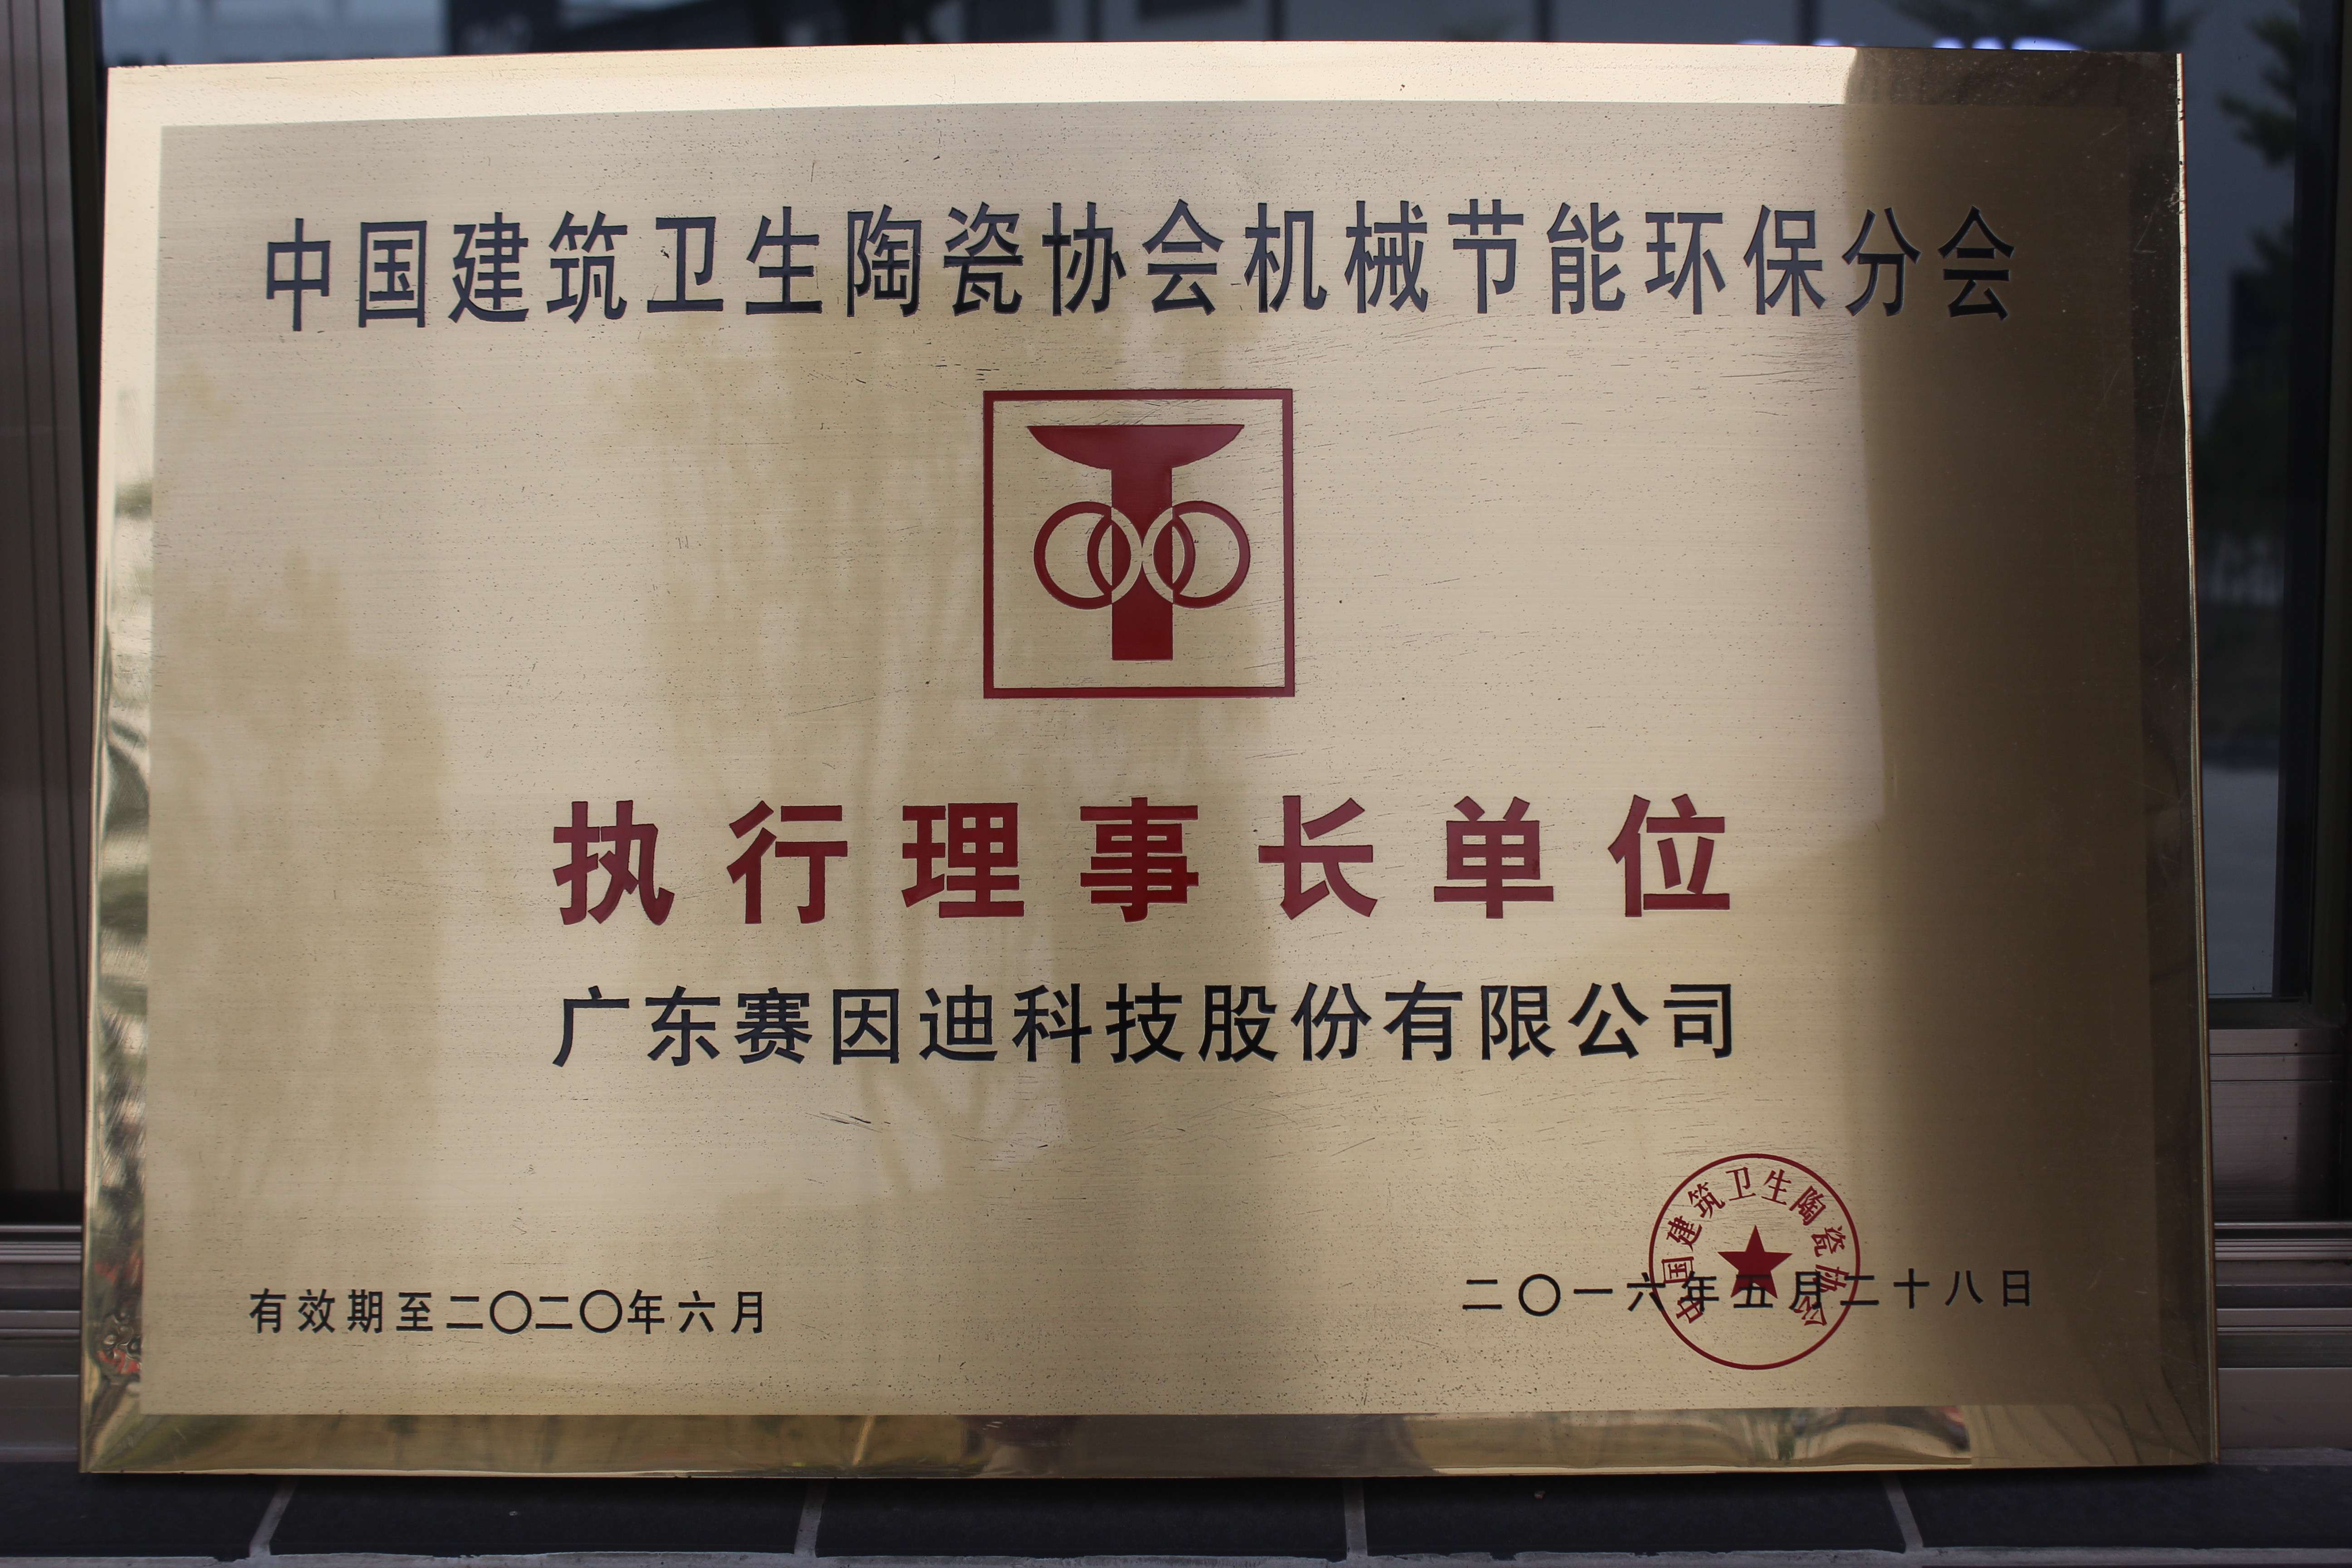 中国建筑卫生陶瓷协会机械节能环保分会
执行理事长单位
广东赛因迪科技股份有限公司
中国建筑卫生陶瓷协会
有效期至二〇二〇年六月
二〇一六年五月二十八日